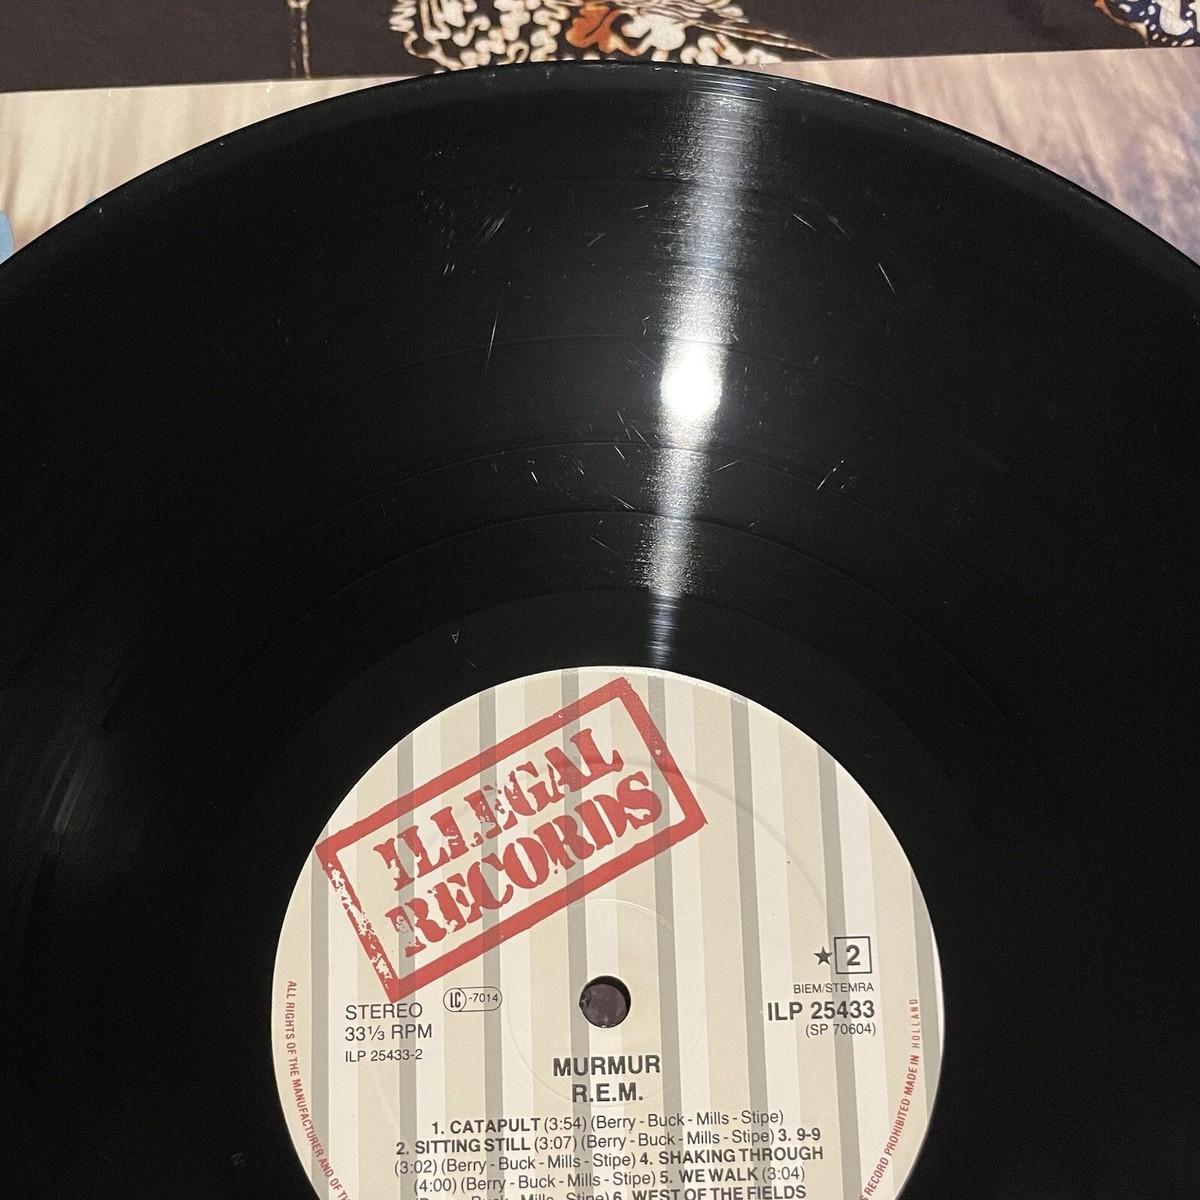 ILLEGAL
RECORDS
★ 2
BIEM/STEMRA
STEREO LC -7014 ILP 25433
33⅓ RPM (SP 70604)
ILP 25433-2
MURMUR
R.E.M.
1. CATAPULT (3:54) (Berry - Buck - Mills - Stipe)
2. SITTING STILL (3:07) (Berry - Buck - Mills - Stipe) 3. 9-9
(3:02) (Berry - Buck - Mills - Stipe) 4. SHAKING THROUGH
(4:00) (Berry - Buck - Mills - Stipe) 5. WE WALK (3:04)
(Berry - Buck - Mills - Stipe) 6. WEST OF THE FIELDS
ALL RIGHTS OF THE MANUFACTURER AND OF
RECORD PROHIBITED·MADE IN HOLLAND